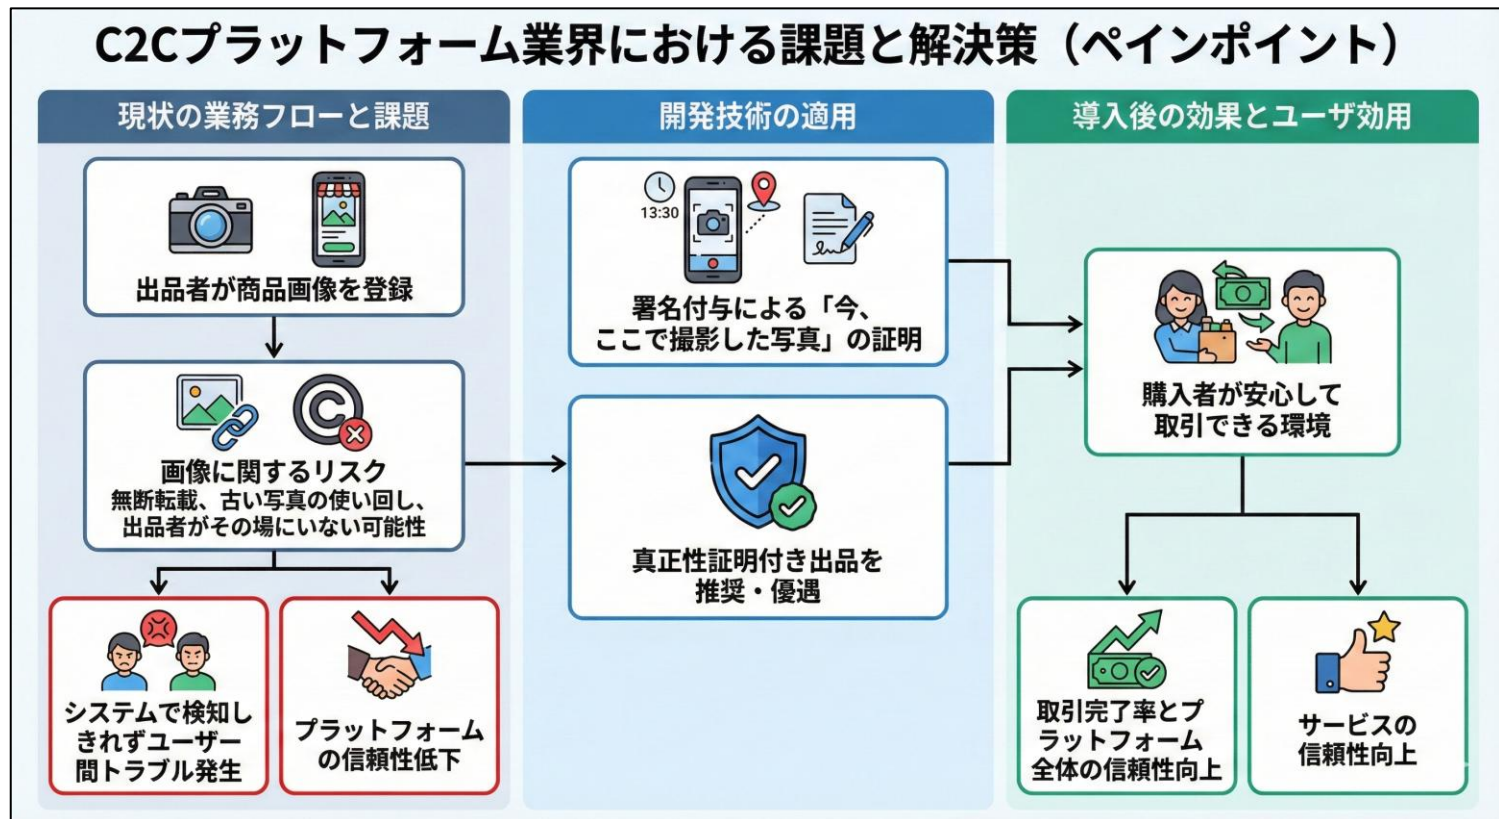 C2Cプラットフォーム業界における課題と解決策（ペインポイント）
現状の業務フローと課題
出品者が商品画像を登録
画像に関するリスク
無断転載、古い写真の使い回し、
出品者がその場にいない可能性
システムで検知し
きれずユーザー
間トラブル発生
プラットフォーム
の信頼性低下
開発技術の適用
13:30
署名付与による「今、
ここで撮影した写真」の証明
真正性証明付き出品を
推奨・優遇
導入後の効果とユーザ効用
購入者が安心して
取引できる環境
取引完了率とプ
ラットフォーム
全体の信頼性向上
サービスの
信頼性向上